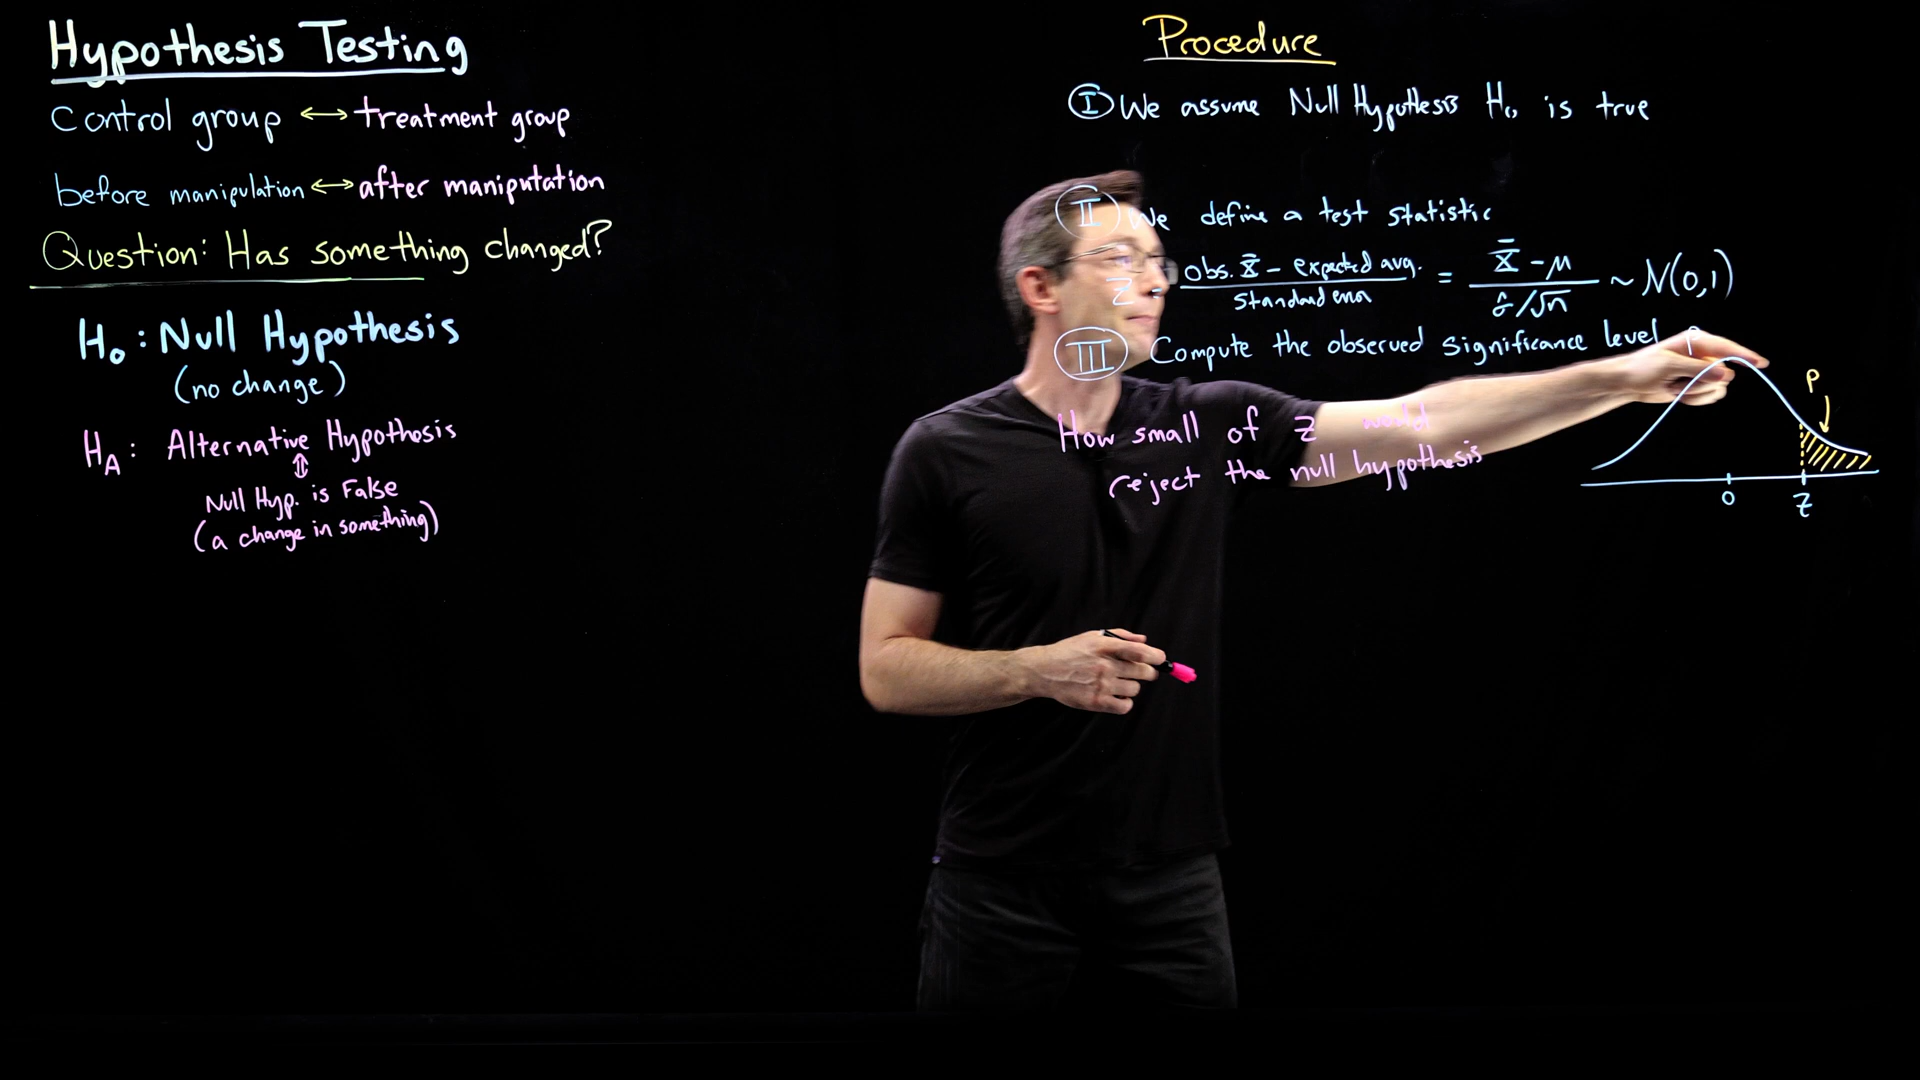 Hypothesis Testing
Control group ↔ treatment group
before manipulation ↔ after manipulation
Question: Has something changed?
H₀: Null Hypothesis
(no change)
H_A: Alternative Hypothesis
⇕
Null Hyp. is False
(a change in something)
Procedure
Ⅰ We assume Null Hypothesis H₀ is true
Ⅱ We define a test statistic
Z = (obs. x̄ - expected avg.) / (standard error) = (x̄ - μ) / (σ̂/√n) ~ N(0,1)
Ⅲ Compute the observed significance level P
How small of Z would
reject the null hypothesis
P
0 Z